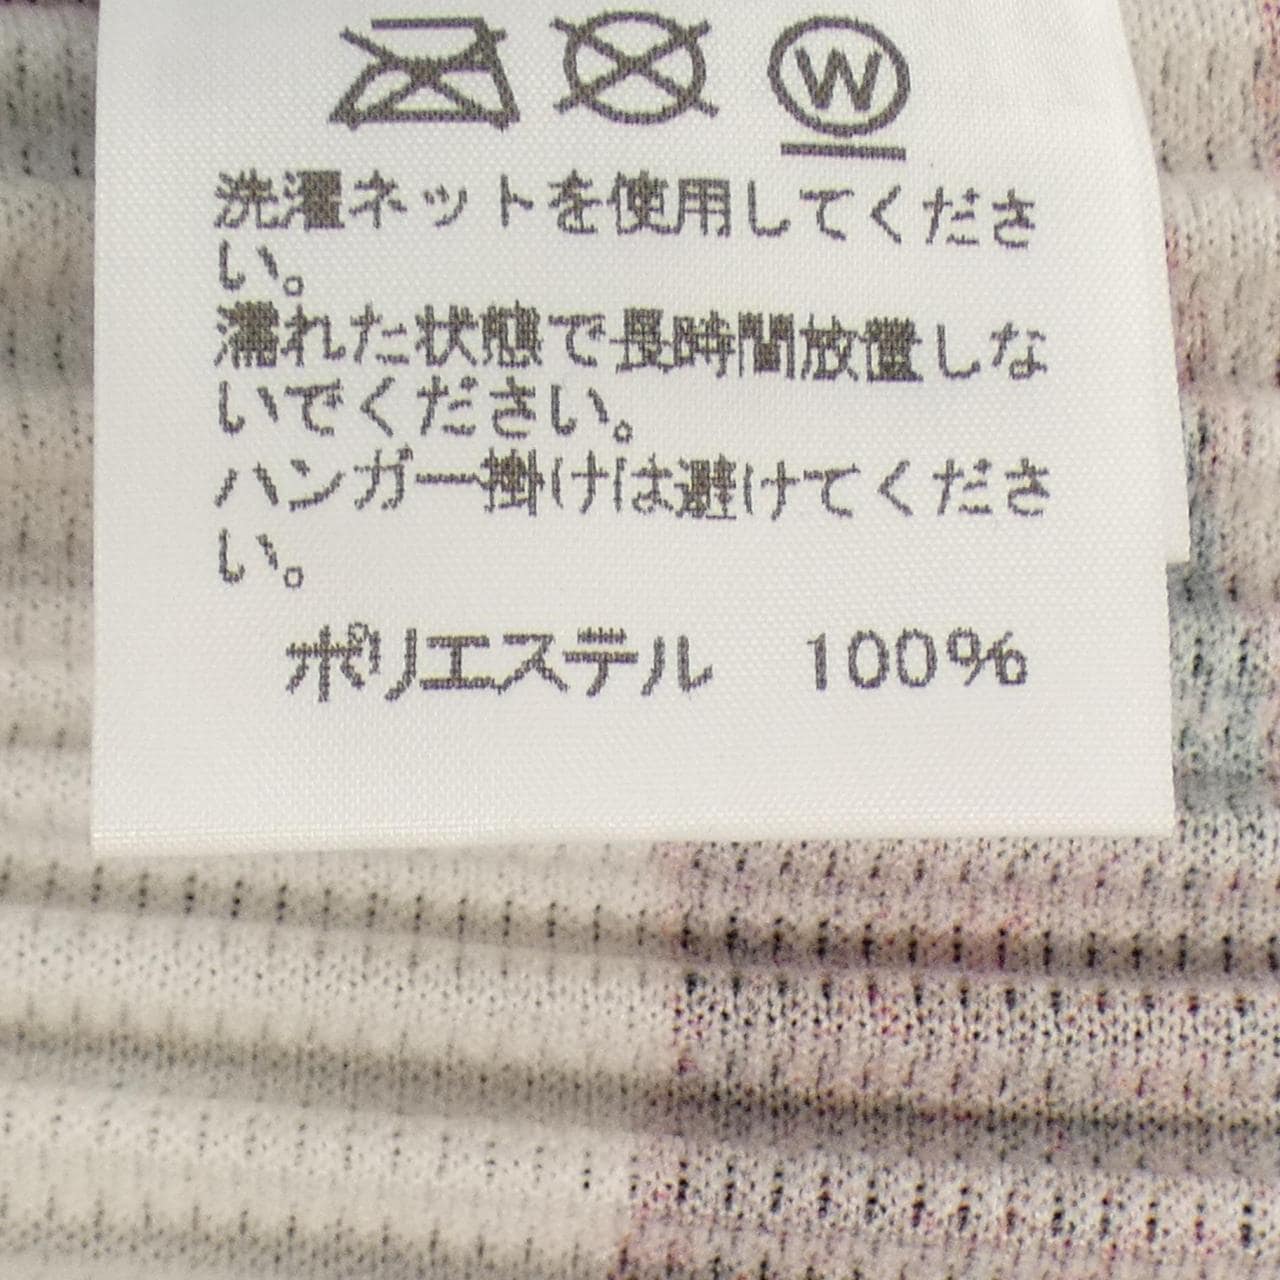 W
洗濯ネットを使用してくださ
い。
濡れた状態で長時間放置しな
いでください。
ハンガー掛けは避けてくださ
い。
ポリエステル 100%